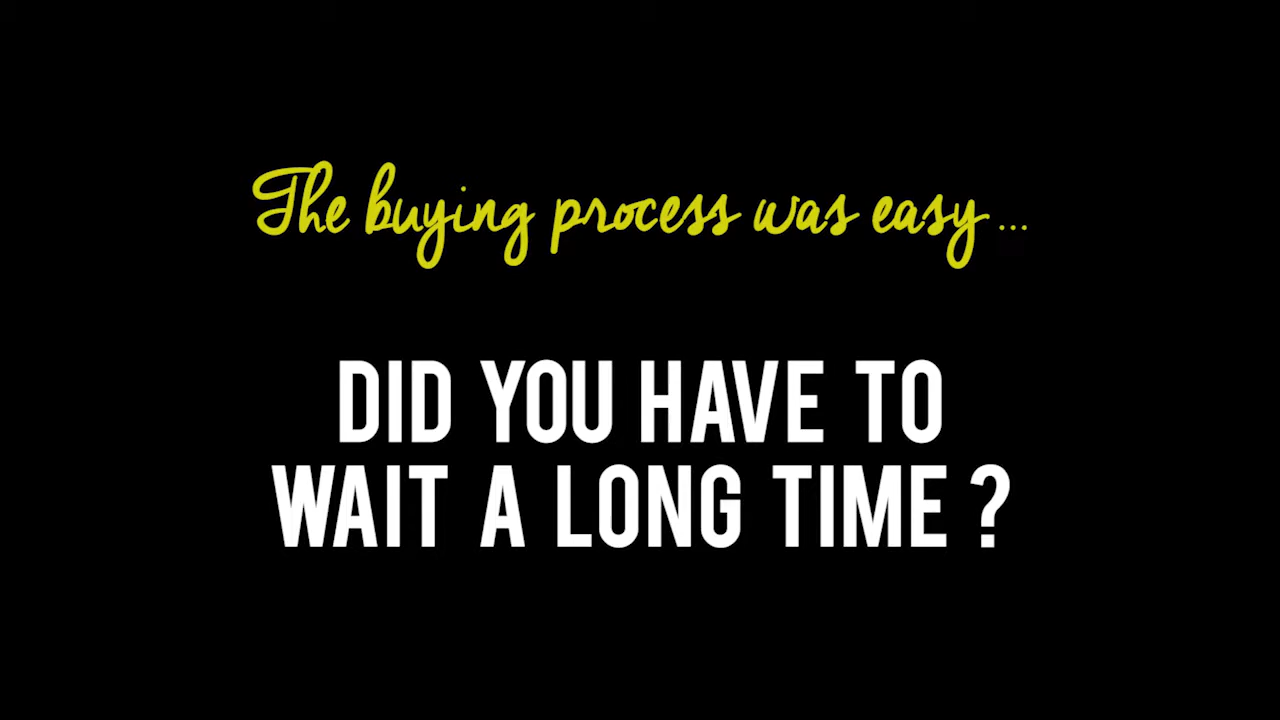 The buying process was easy ...
DID YOU HAVE TO
WAIT A LONG TIME ?